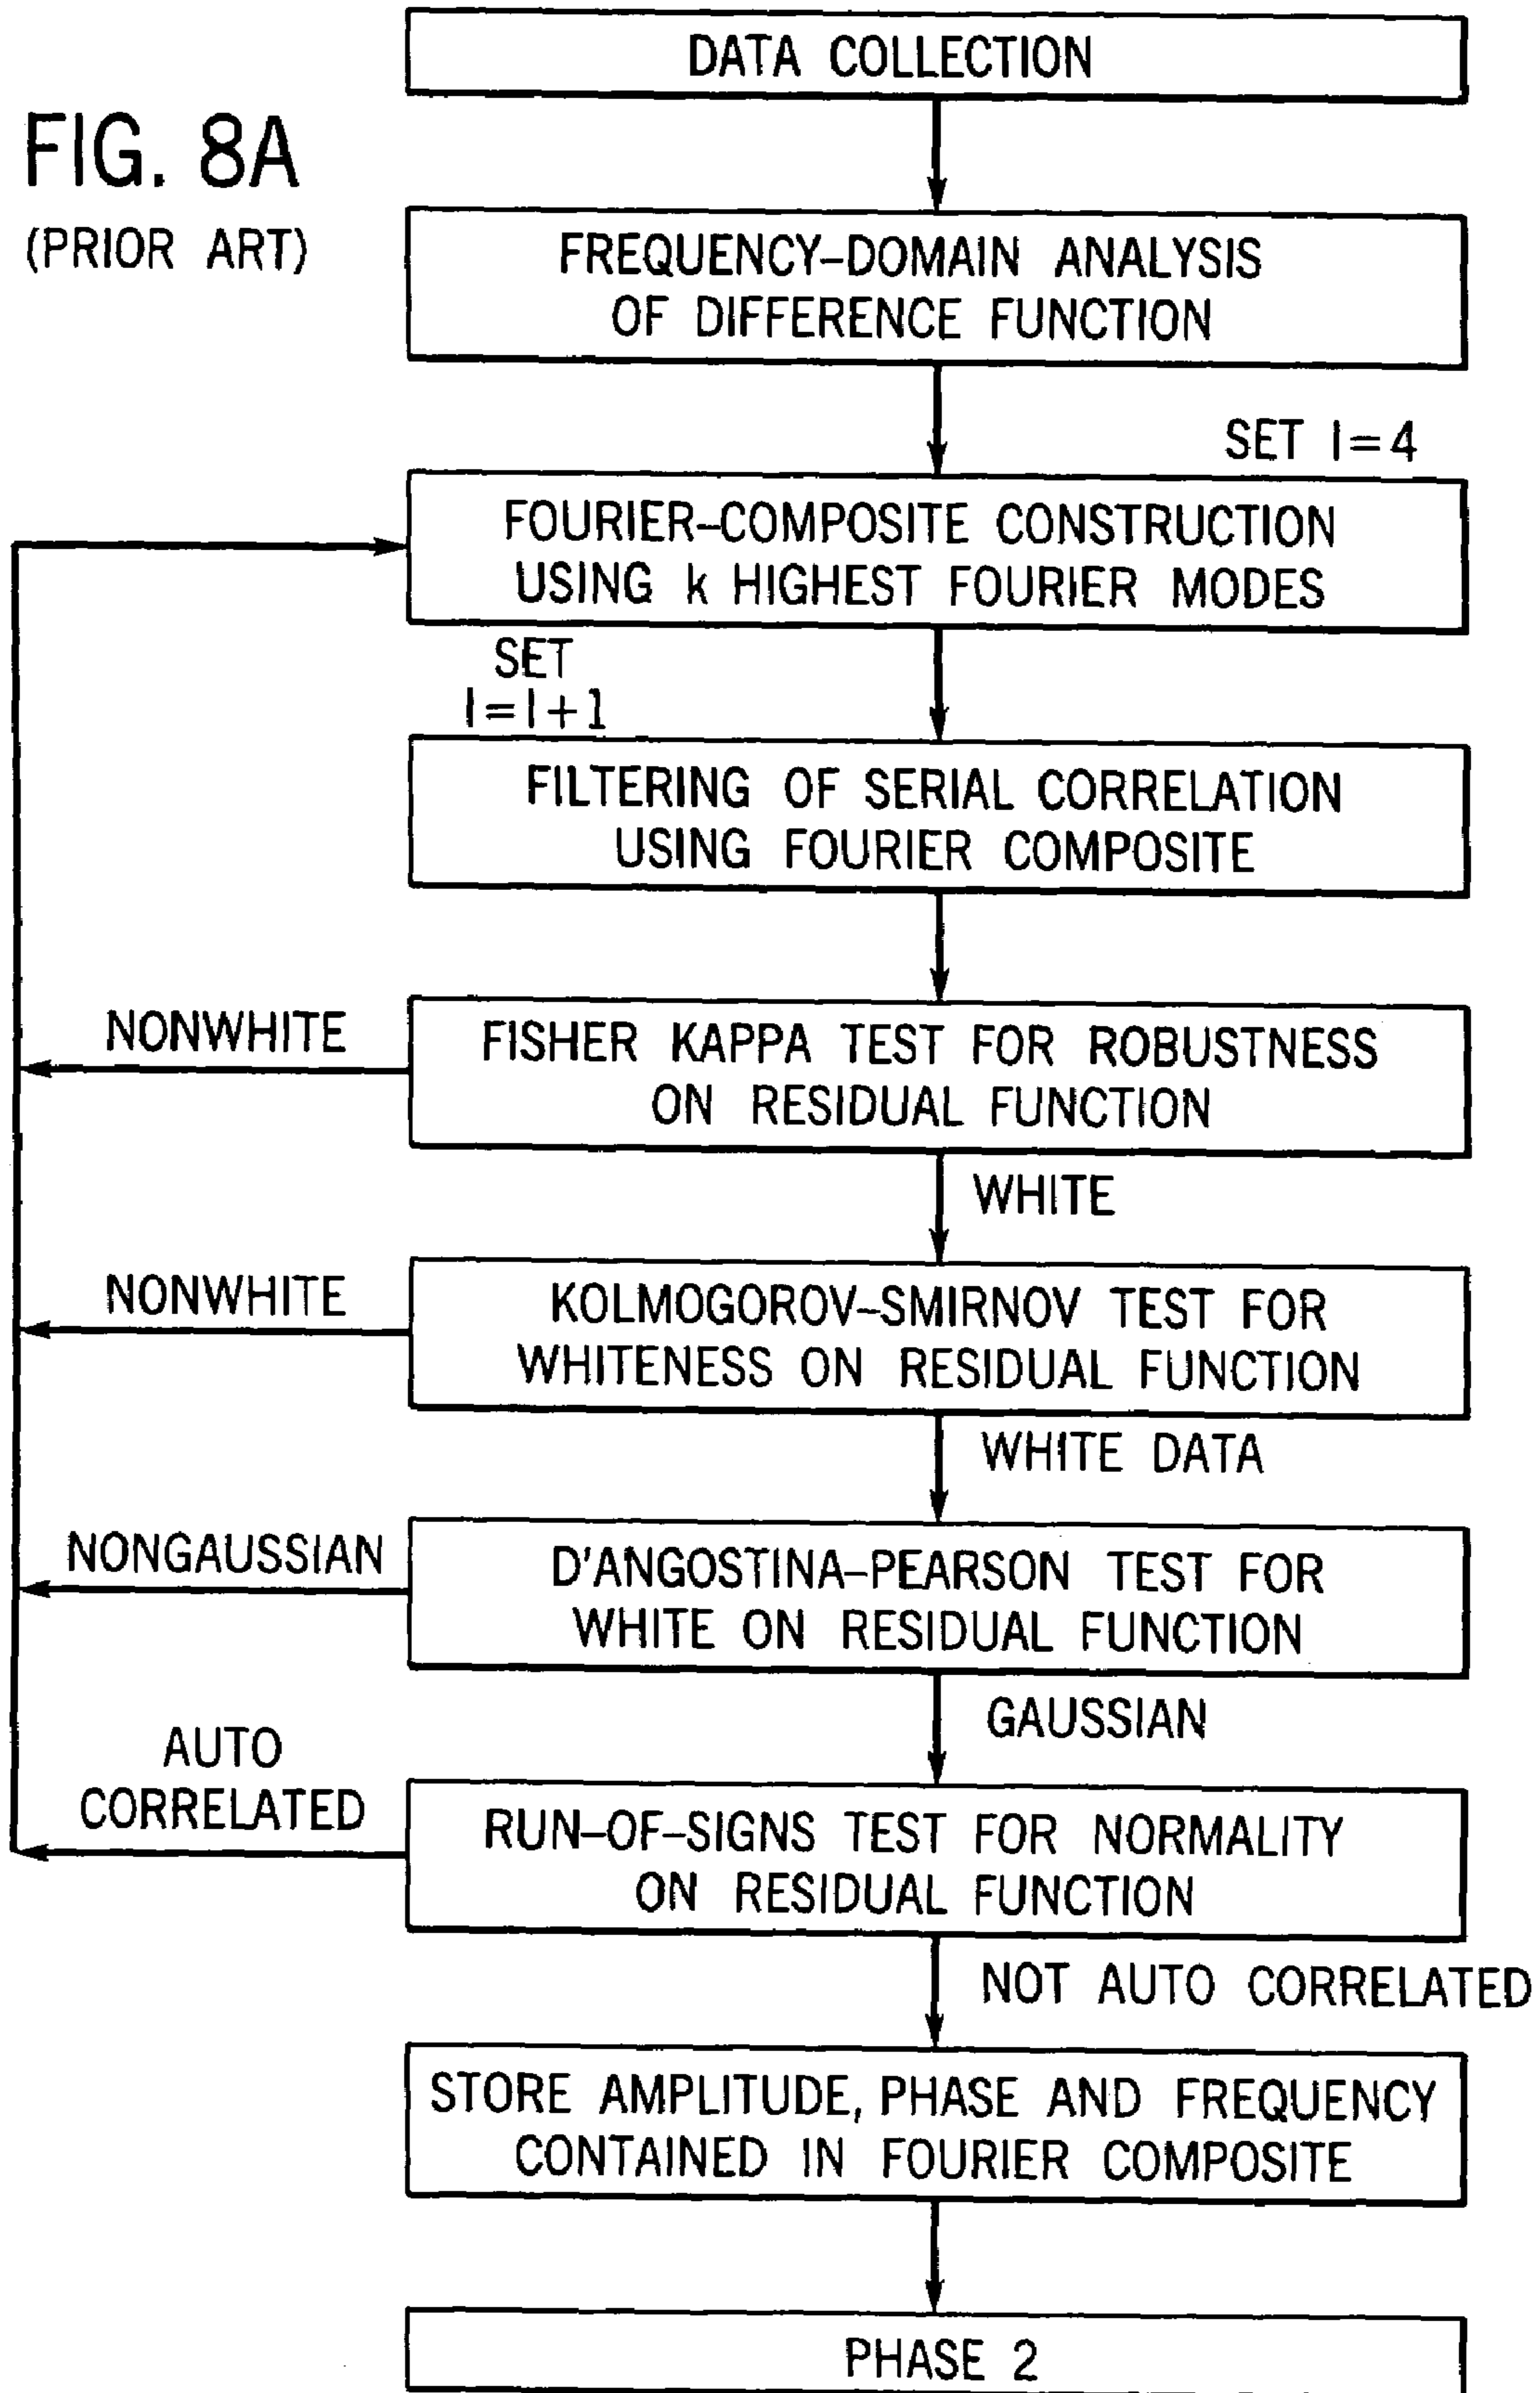 DATA COLLECTION
FIG. 8A
(PRIOR ART)
FREQUENCY-DOMAIN ANALYSIS
OF DIFFERENCE FUNCTION
SET I=4
FOURIER-COMPOSITE CONSTRUCTION
USING k HIGHEST FOURIER MODES
SET
I=I+1
FILTERING OF SERIAL CORRELATION
USING FOURIER COMPOSITE
NONWHITE
FISHER KAPPA TEST FOR ROBUSTNESS
ON RESIDUAL FUNCTION
WHITE
NONWHITE
KOLMOGOROV-SMIRNOV TEST FOR
WHITENESS ON RESIDUAL FUNCTION
WHITE DATA
NONGAUSSIAN
D'ANGOSTINA-PEARSON TEST FOR
WHITE ON RESIDUAL FUNCTION
GAUSSIAN
AUTO
CORRELATED
RUN-OF-SIGNS TEST FOR NORMALITY
ON RESIDUAL FUNCTION
NOT AUTO CORRELATED
STORE AMPLITUDE, PHASE AND FREQUENCY
CONTAINED IN FOURIER COMPOSITE
PHASE 2